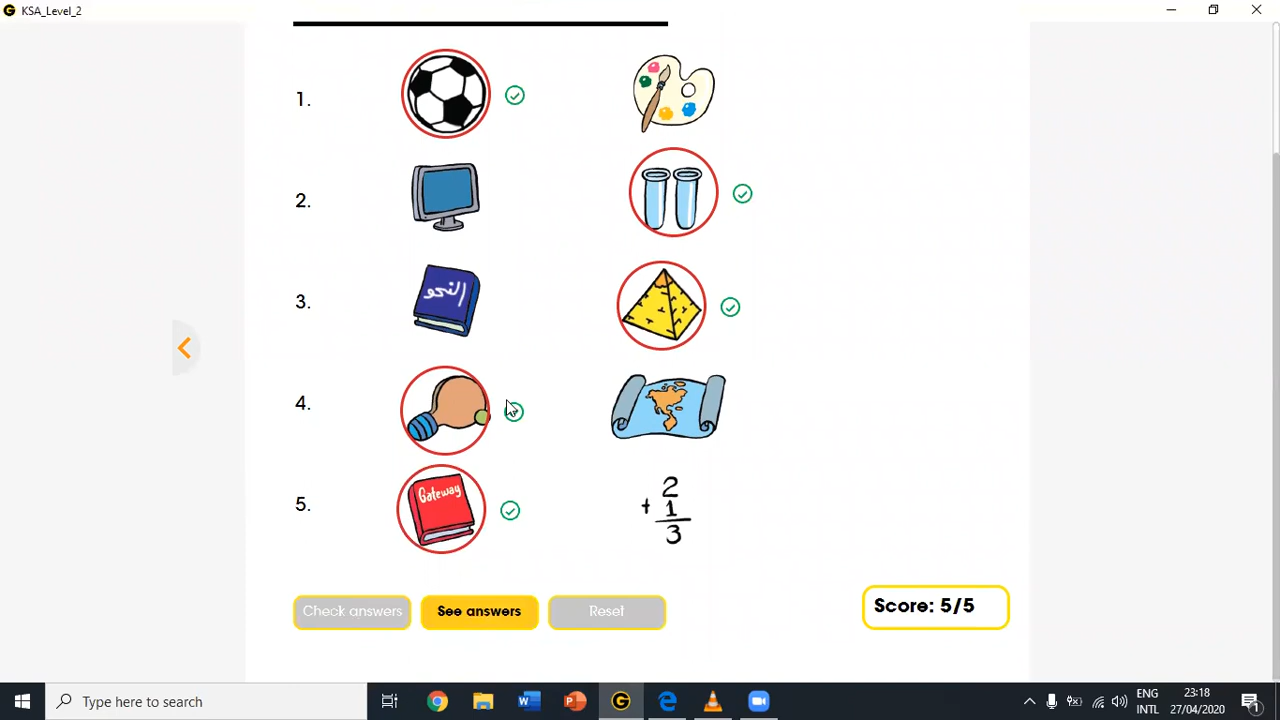 KSA_Level_2
1.
2.
3.
النحو
4.
5.
Gateway
2
+ 1
3
Check answers
See answers
Reset
Score: 5/5
Type here to search
ENG
INTL
23:18
27/04/2020
1